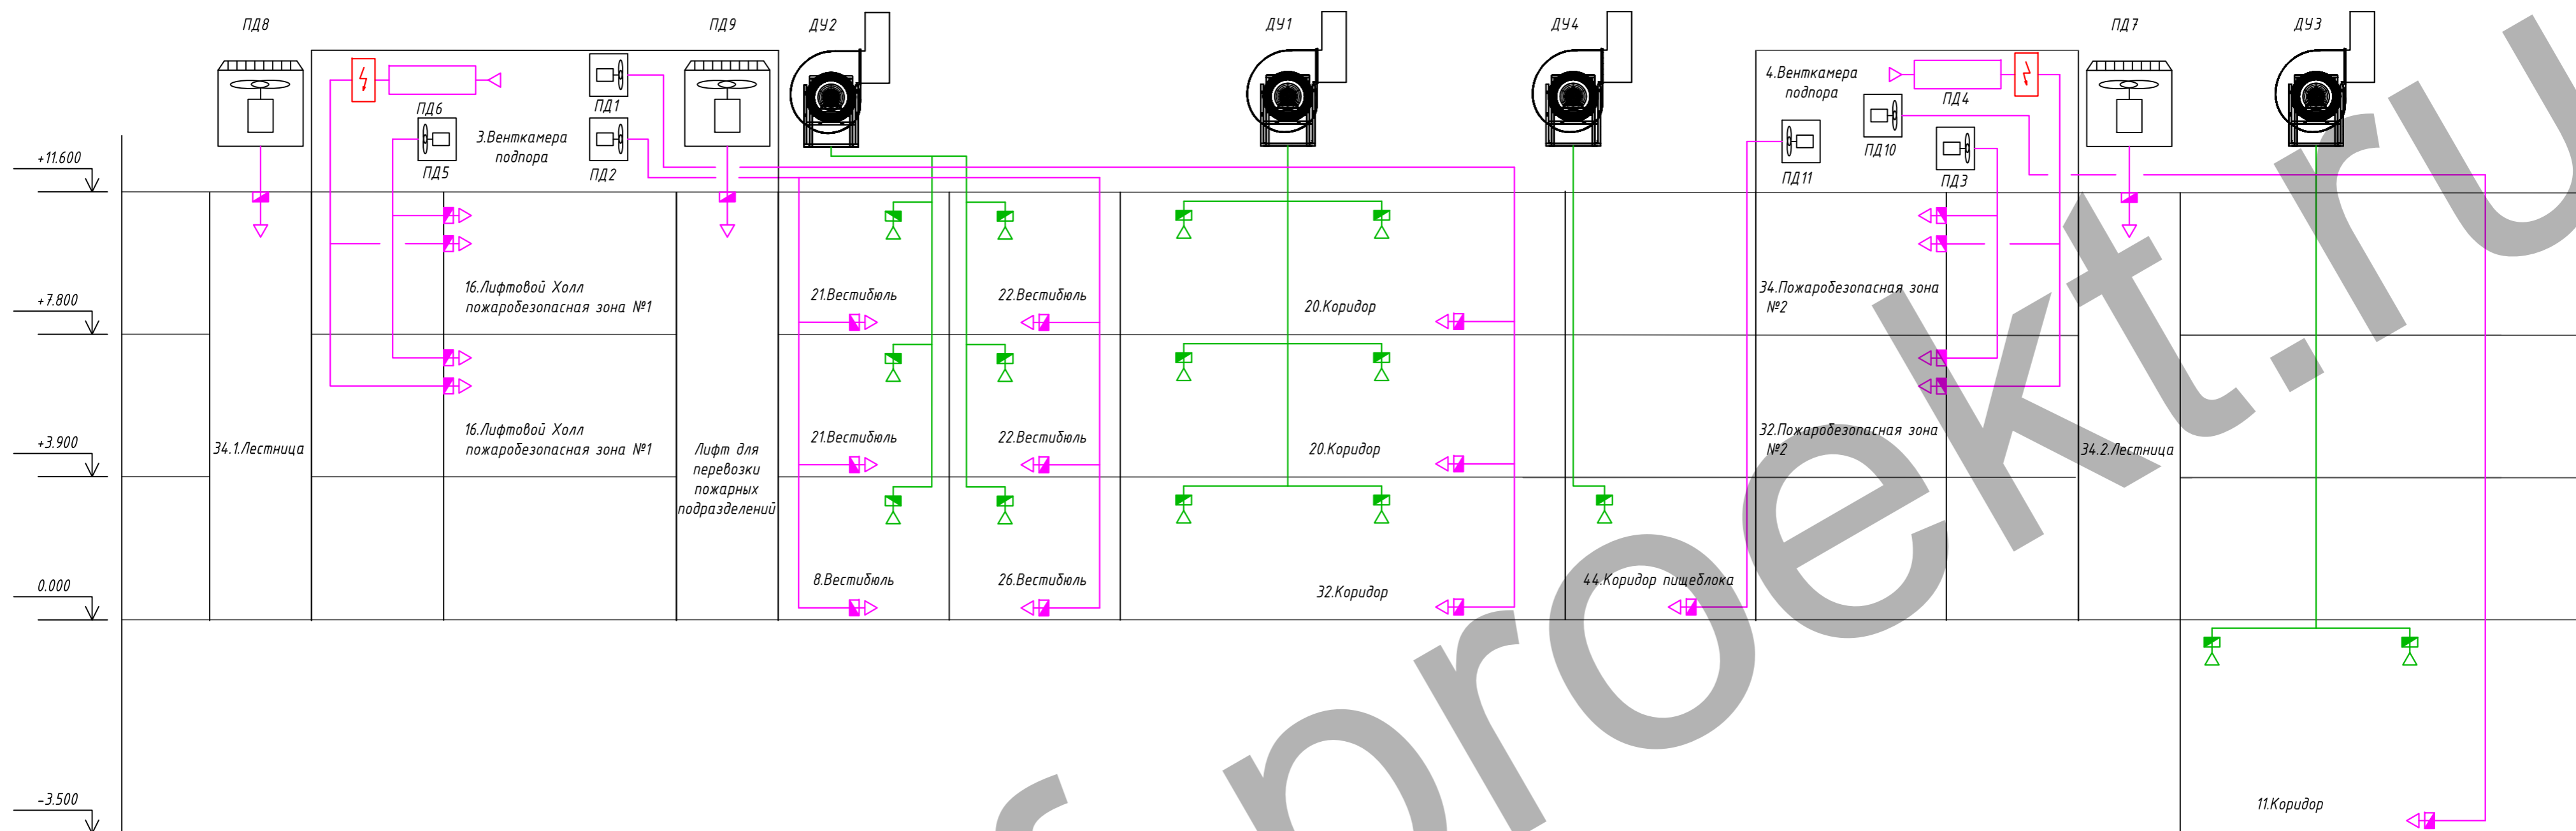 ПД8
ПД9
ДУ2
ДУ1
ДУ4
ПД7
ДУ3
ПД6
ПД1
3.Венткамера
подпора
ПД5
ПД2
4.Венткамера
подпора
ПД4
ПД10
ПД11
ПД3
+11.600
+7.800
+3.900
0.000
-3.500
16.Лифтовой Холл
пожаробезопасная зона №1
21.Вестибюль
22.Вестибюль
20.Коридор
34.Пожаробезопасная зона
№2
34.1.Лестница
16.Лифтовой Холл
пожаробезопасная зона №1
Лифт для
перевозки
пожарных
подразделений
21.Вестибюль
22.Вестибюль
20.Коридор
32.Пожаробезопасная зона
№2
34.2.Лестница
8.Вестибюль
26.Вестибюль
32.Коридор
44.Коридор пищеблока
11.Коридор
f.proekt.ru